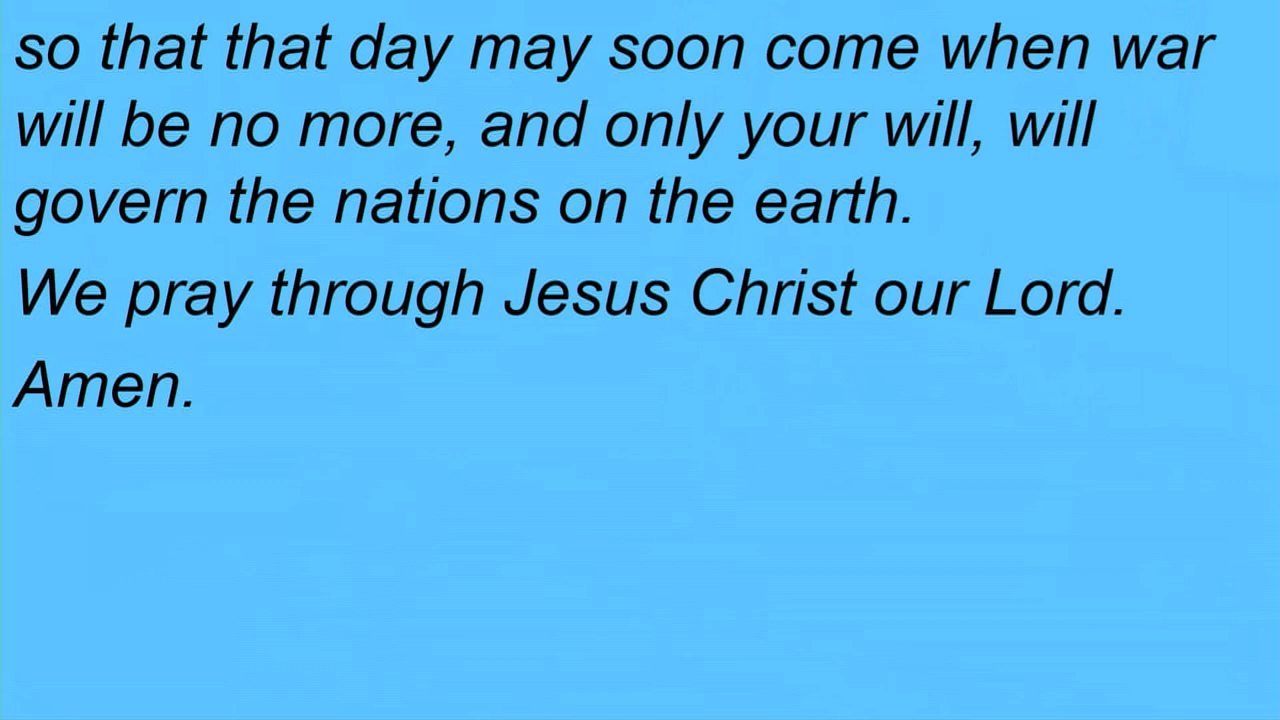 so that that day may soon come when war
will be no more, and only your will, will
govern the nations on the earth.
We pray through Jesus Christ our Lord.
Amen.